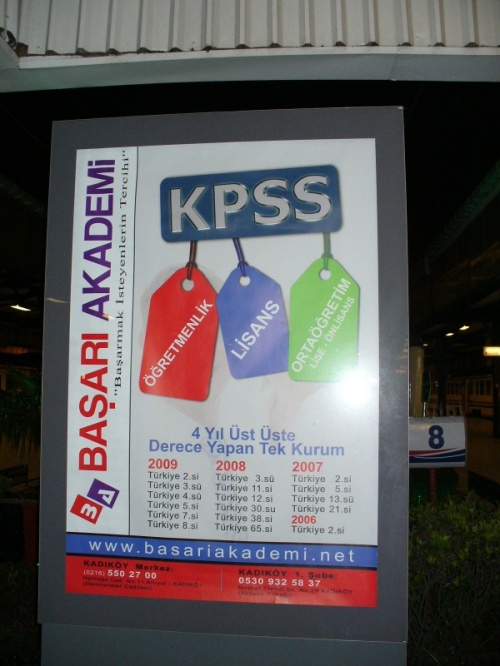 BAŞARI AKADEMİ
"Başarmak İsteyenlerin Tercihi"
BA
KPSS
ÖĞRETMENLİK
LİSANS
ORTAÖĞRETİM
LİSE / ÖNLİSANS
4 Yıl Üst Üste
Derece Yapan Tek Kurum
2009
Türkiye 2.si
Türkiye 3.sü
Türkiye 4.sü
Türkiye 5.si
Türkiye 7.si
Türkiye 8.si
2008
Türkiye 3.sü
Türkiye 11.si
Türkiye 12.si
Türkiye 30.su
Türkiye 38.si
Türkiye 65.si
2007
Türkiye 2.si
Türkiye 5.si
Türkiye 13.sü
Türkiye 21.si
2006
Türkiye 2.si
www.basariakademi.net
KADIKÖY Merkez:
(0216) 550 27 00
KADIKÖY 1. Şube:
0530 932 58 37
8